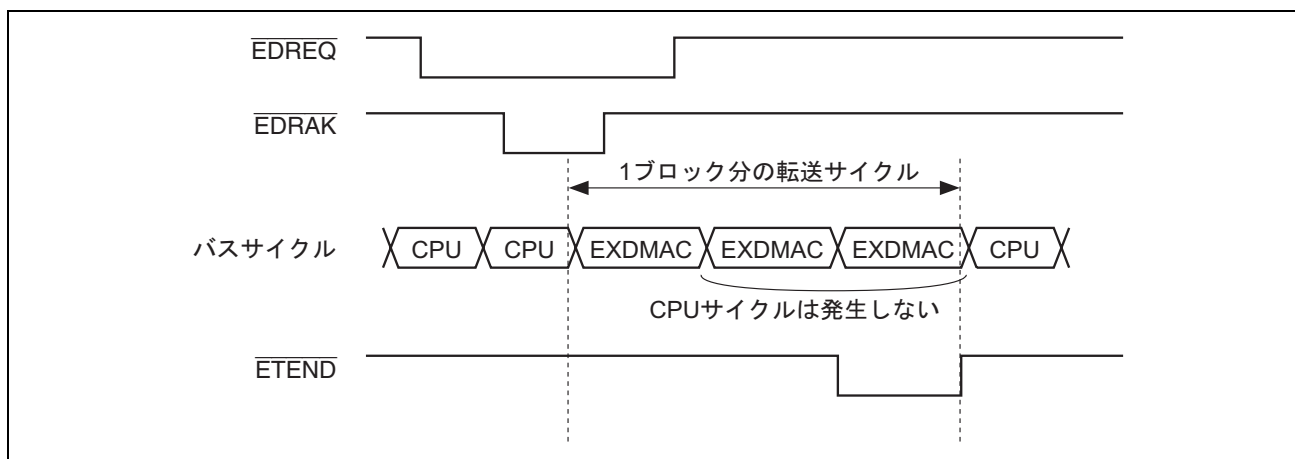 EDREQ
EDRAK
1ブロック分の転送サイクル
バスサイクル CPU CPU EXDMAC EXDMAC EXDMAC CPU
CPUサイクルは発生しない
ETEND